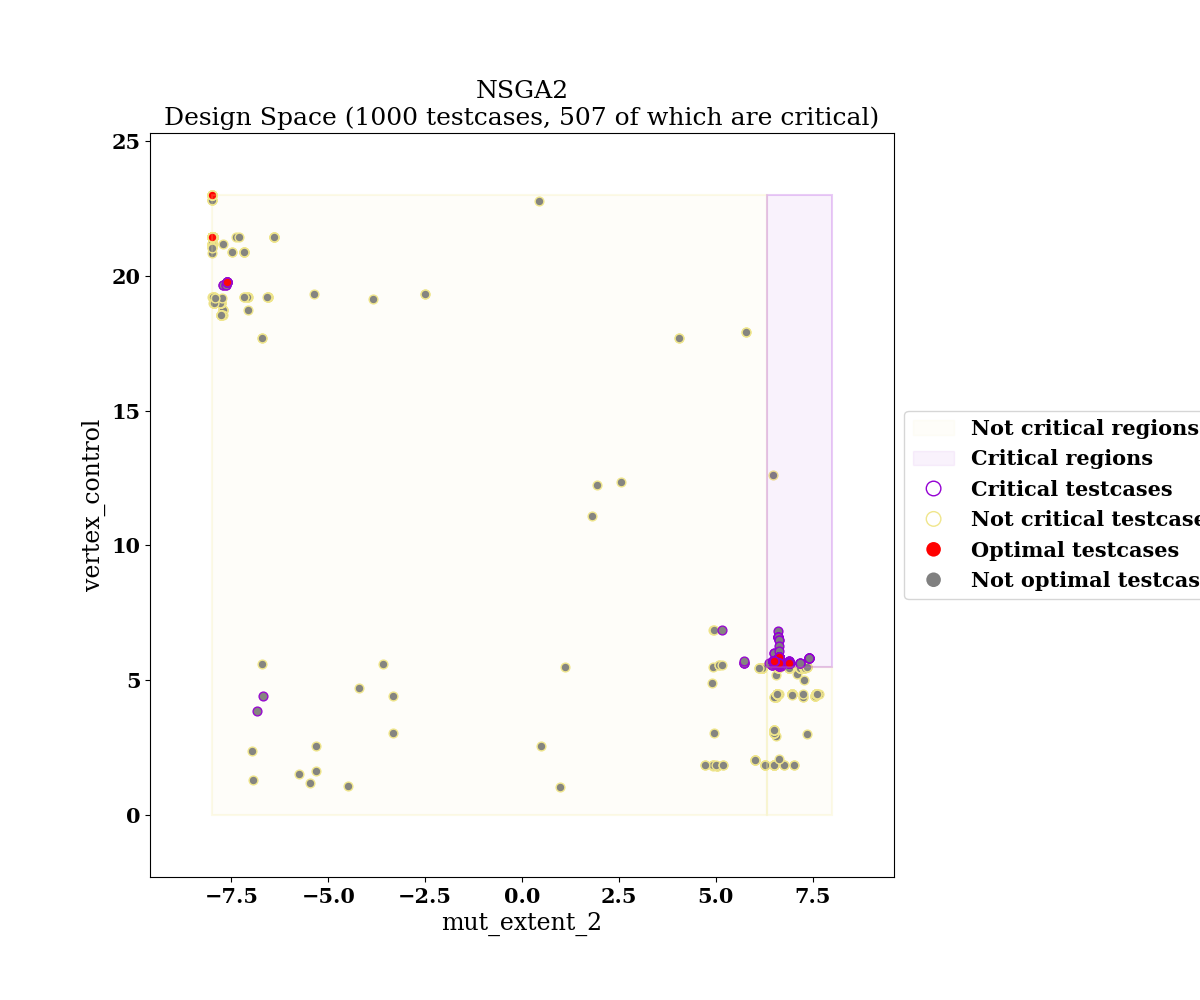 NSGA2
Design Space (1000 testcases, 507 of which are critical)
25
20
15
10
5
0
vertex_control
−7.5
−5.0
−2.5
0.0
2.5
5.0
7.5
mut_extent_2
Not critical regions
Critical regions
Critical testcases
Not critical testcase
Optimal testcases
Not optimal testcas